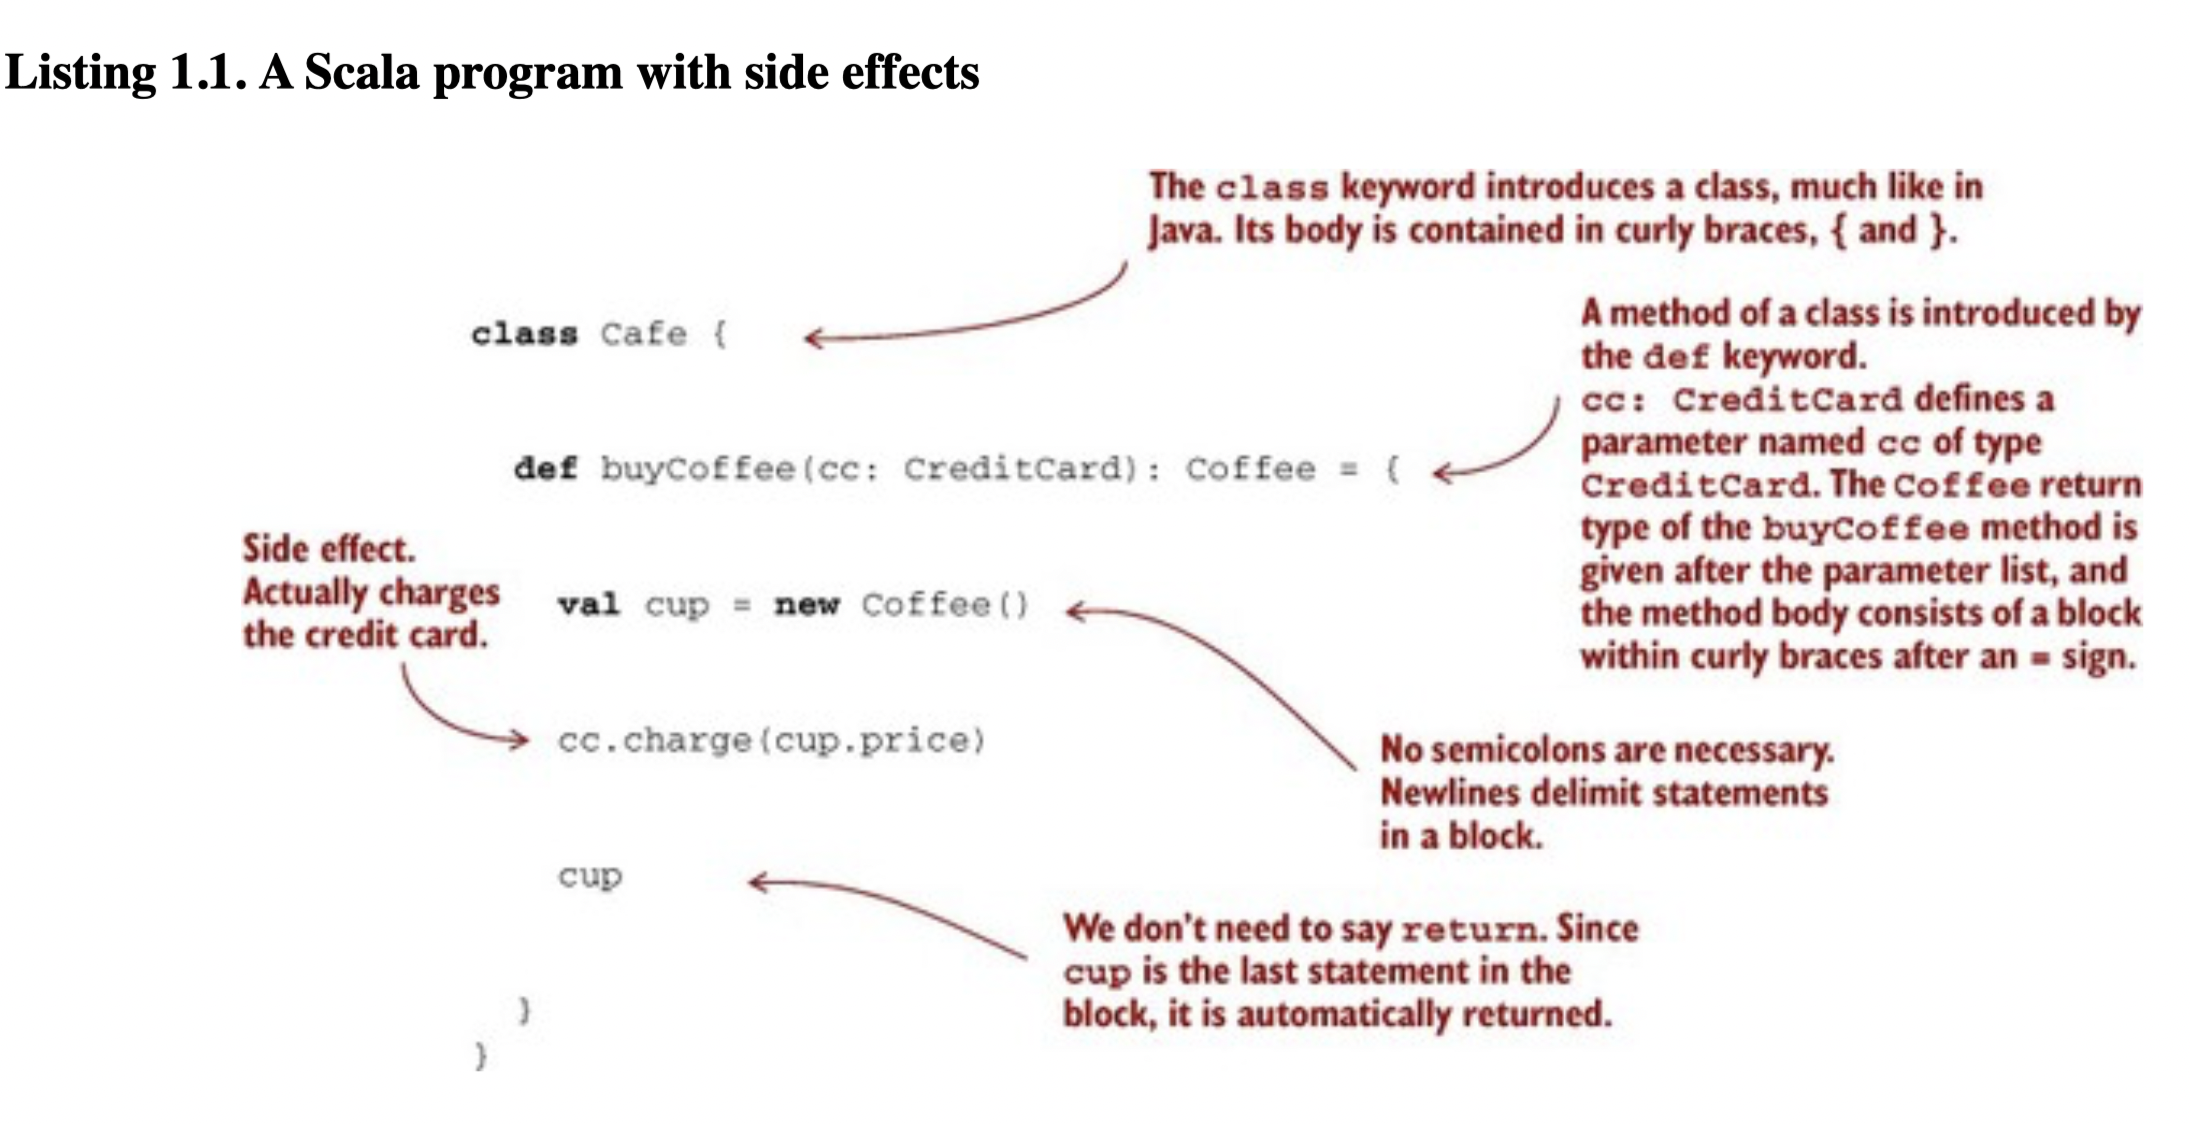 Listing 1.1. A Scala program with side effects
The class keyword introduces a class, much like in
Java. Its body is contained in curly braces, { and }.
class Cafe {
A method of a class is introduced by
the def keyword.
cc: CreditCard defines a
parameter named cc of type
CreditCard. The Coffee return
type of the buyCoffee method is
given after the parameter list, and
the method body consists of a block
within curly braces after an = sign.
def buyCoffee(cc: CreditCard): Coffee = {
Side effect.
Actually charges
the credit card.
val cup = new Coffee()
cc.charge(cup.price)
No semicolons are necessary.
Newlines delimit statements
in a block.
cup
We don't need to say return. Since
cup is the last statement in the
block, it is automatically returned.
}
}